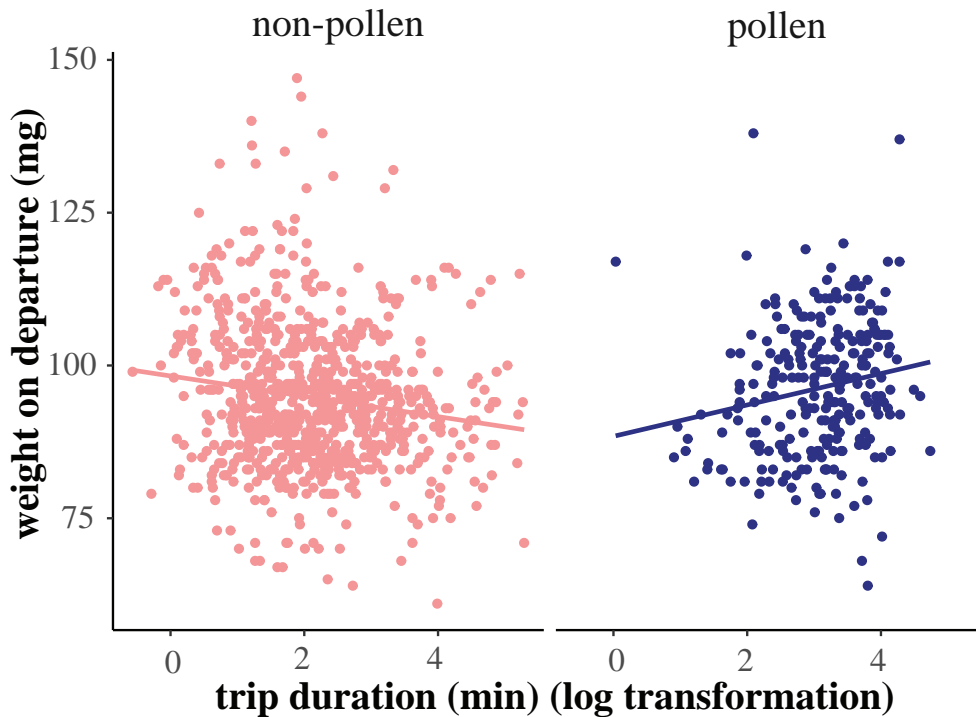 non-pollen
pollen
weight on departure (mg)
150
125
100
75
0 2 4
0 2 4
trip duration (min) (log transformation)